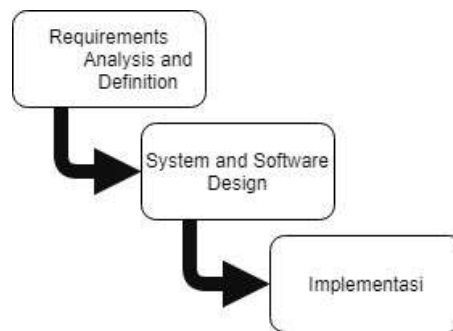 Requirements
Analysis and
Definition
System and Software
Design
Implementasi